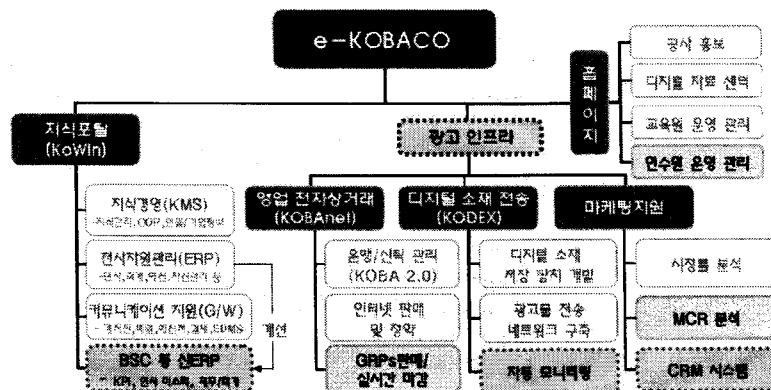 e-KOBACO
홈페이지
공사 홍보
디지털 자료 센터
교육원 운영 관리
연수원 운영 관리
지식포털
(KoWin)
광고 인프라
지식경영(KMS)
전사자원관리(ERP)
커뮤니케이션 지원(G/W)
개선
BSC 등 신ERP
영업 전자상거래
(KOBAnet)
운행/신탁 관리
(KOBA 2.0)
인터넷 판매
및 청약
GRPs판매/
실시간 마감
디지털 소재 전송
(KODEX)
디지털 소재
저장 장치 개발
광고물 전송
네트워크 구축
자동 모니터링
마케팅지원
시청률 분석
MCR 분석
CRM 시스템